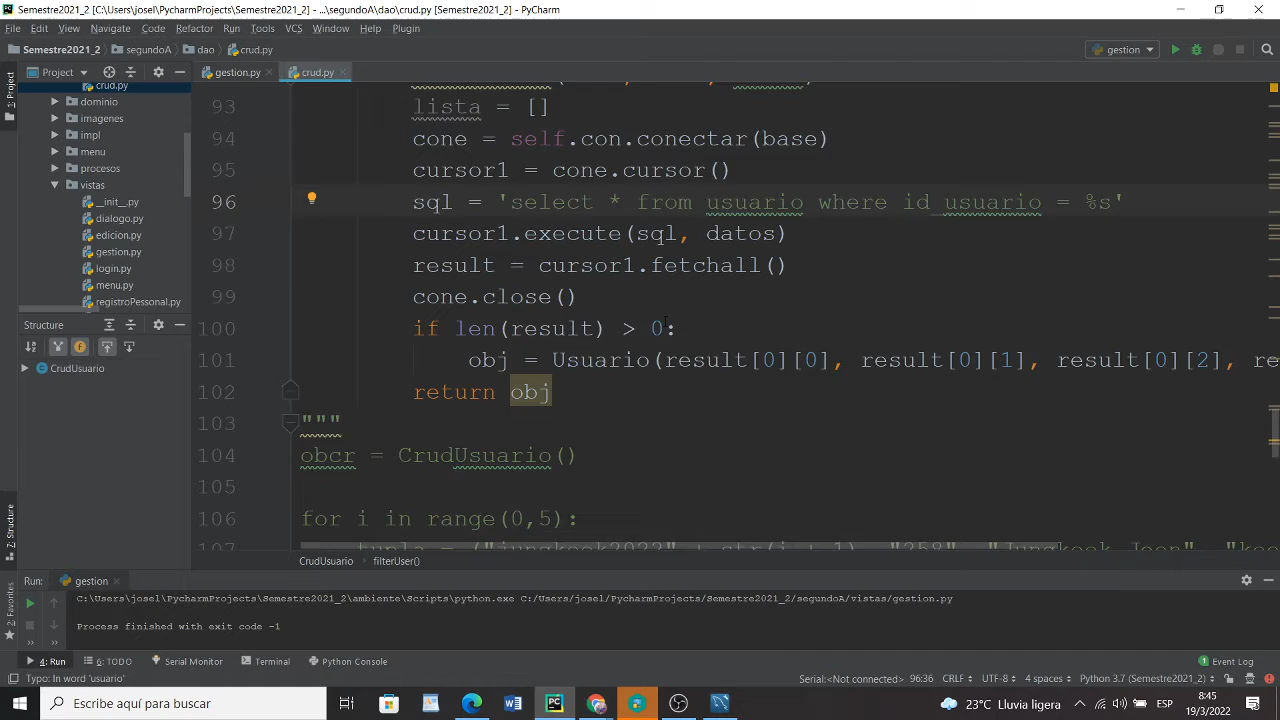 Semestre2021_2 [C:\Users\josel\PycharmProjects\Semestre2021_2] - ...\segundoA\dao\crud.py [Semestre2021_2] - PyCharm
File Edit View Navigate Code Refactor Run Tools VCS Window Help Plugin
Semestre2021_2 segundoA dao crud.py gestion
1: Project
Project gestion.py crud.py
crud.py
dominio
imagenes
impl
menu
procesos
vistas
__init__.py
dialogo.py
edicion.py
gestion.py
login.py
menu.py
registroPessonal.py
Structure
CrudUsuario
7: Structure
2: Favorites
93 lista = []
94 cone = self.con.conectar(base)
95 cursor1 = cone.cursor()
96 sql = 'select * from usuario where id_usuario = %s'
97 cursor1.execute(sql, datos)
98 result = cursor1.fetchall()
99 cone.close()
100 if len(result) > 0:
101 obj = Usuario(result[0][0], result[0][1], result[0][2], re
102 return obj
103 """
104 obcr = CrudUsuario()
105
106 for i in range(0,5):
107
CrudUsuario filterUser()
Run: gestion
C:\Users\josel\PycharmProjects\Semestre2021_2\ambiente\Scripts\python.exe C:/Users/josel/PycharmProjects/Semestre2021_2/segundoA/vistas/gestion.py
Process finished with exit code -1
4: Run 6: TODO Serial Monitor Terminal Python Console 1 Event Log
Typo: In word 'usuario' Serial:<Not connected> 96:36 CRLF UTF-8 4 spaces Python 3.7 (Semestre2021_2)
Escribe aquí para buscar 23°C Lluvia ligera ESP 8:45
19/3/2022